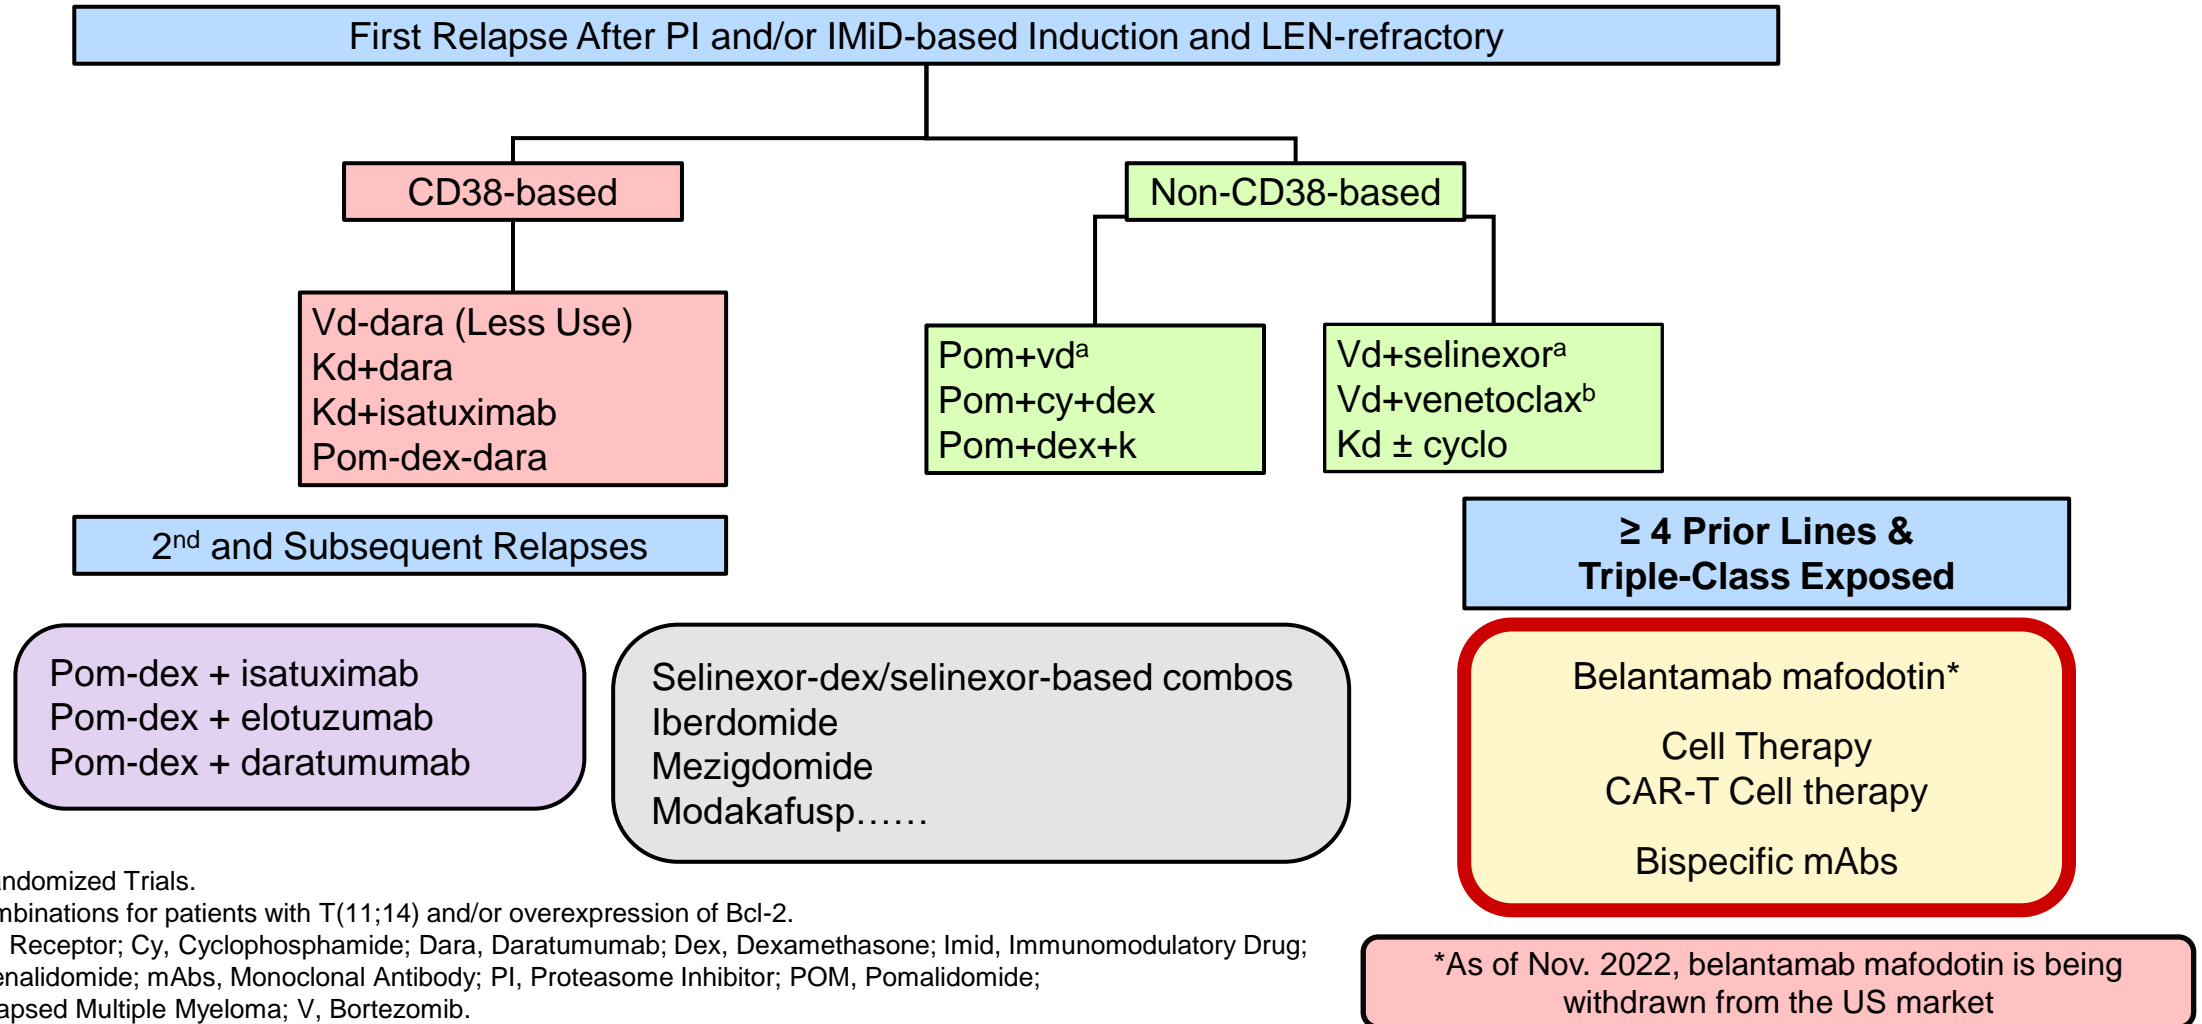 First Relapse After PI and/or IMiD-based Induction and LEN-refractory
CD38-based
Non-CD38-based
Vd-dara (Less Use)
Kd+dara
Kd+isatuximab
Pom-dex-dara
Pom+vdᵃ
Pom+cy+dex
Pom+dex+k
Vd+selinexorᵃ
Vd+venetoclaxᵇ
Kd ± cyclo
2ⁿᵈ and Subsequent Relapses
≥ 4 Prior Lines &
Triple-Class Exposed
Pom-dex + isatuximab
Pom-dex + elotuzumab
Pom-dex + daratumumab
Selinexor-dex/selinexor-based combos
Iberdomide
Mezigdomide
Modakafusp……
Belantamab mafodotin*
Cell Therapy
CAR-T Cell therapy
Bispecific mAbs
Trials.
for patients with T(11;14) and/or overexpression of Bcl-2.
Receptor; Cy, Cyclophosphamide; Dara, Daratumumab; Dex, Dexamethasone; Imid, Immunomodulatory Drug;
mAbs, Monoclonal Antibody; PI, Proteasome Inhibitor; POM, Pomalidomide;
Multiple Myeloma; V, Bortezomib.
*As of Nov. 2022, belantamab mafodotin is being
withdrawn from the US market